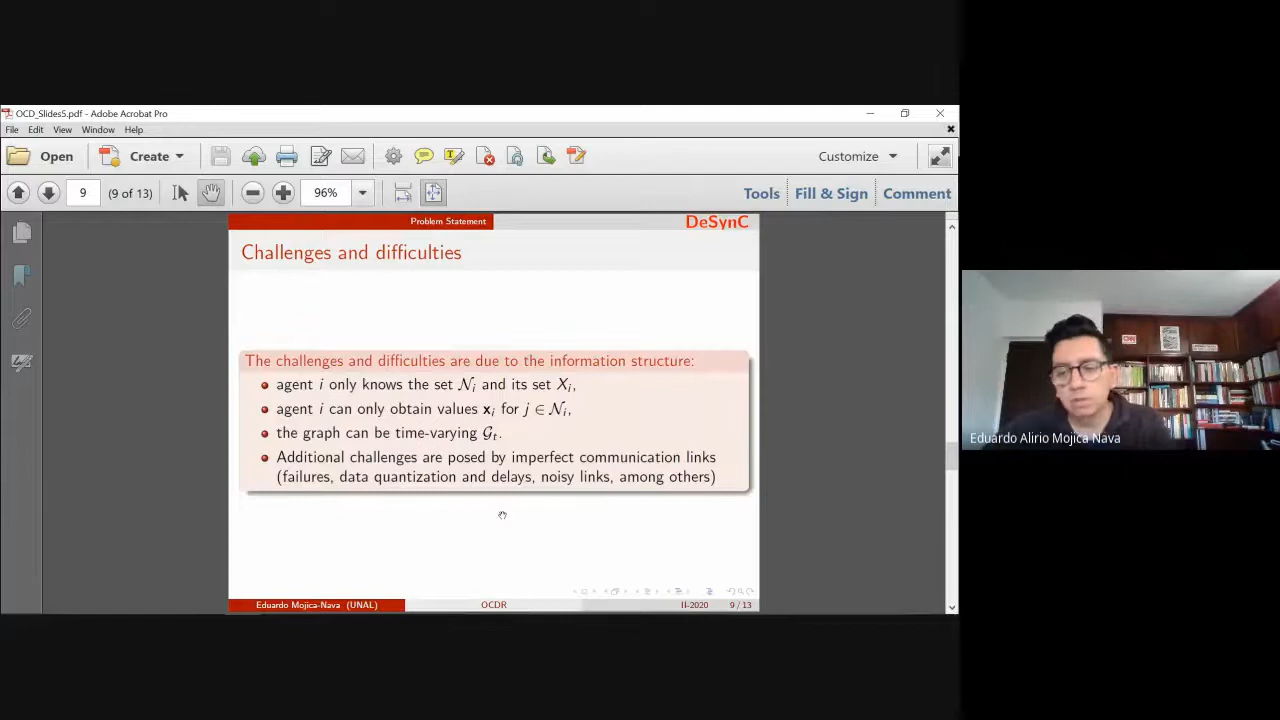 OCD_Slides5.pdf - Adobe Acrobat Pro
File Edit View Window Help
Open Create Customize
9 (9 of 13) 96% Tools Fill & Sign Comment
Problem Statement DeSynC
Challenges and difficulties
The challenges and difficulties are due to the information structure:
agent i only knows the set 𝒩ᵢ and its set Xᵢ,
agent i can only obtain values xᵢ for j ∈ 𝒩ᵢ,
the graph can be time-varying 𝒢ₜ.
Additional challenges are posed by imperfect communication links
(failures, data quantization and delays, noisy links, among others)
Eduardo Mojica-Nava (UNAL) OCDR II-2020 9 / 13
Eduardo Alirio Mojica Nava